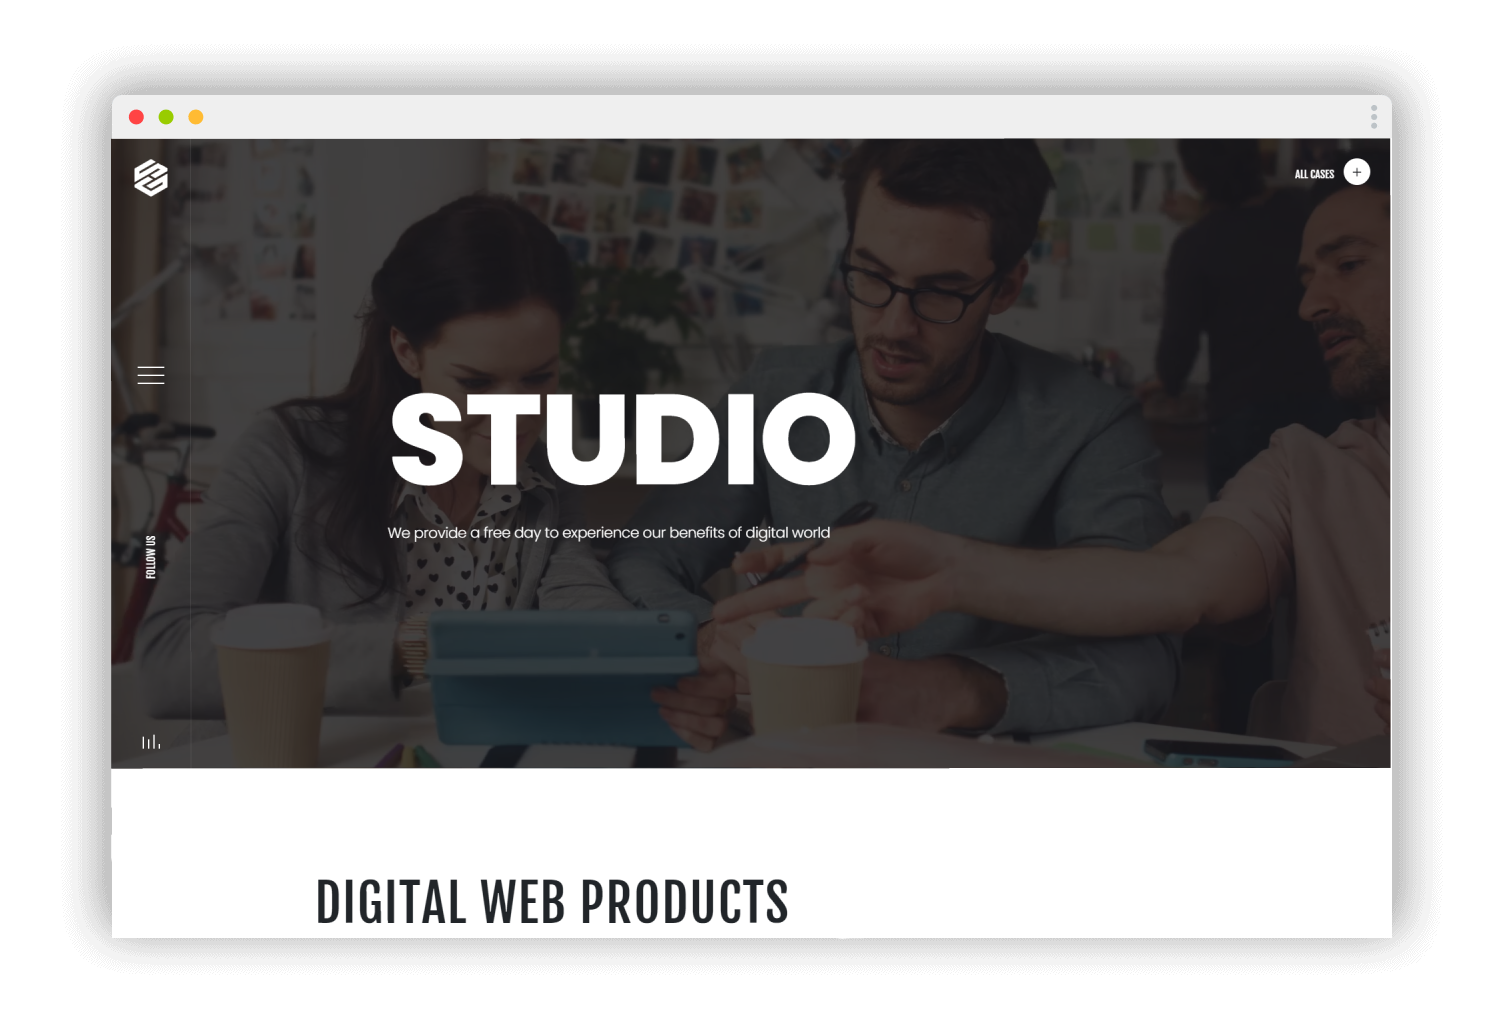 ALL CASES
STUDIO
We provide a free day to experience our benefits of digital world
FOLLOW US
DIGITAL WEB PRODUCTS